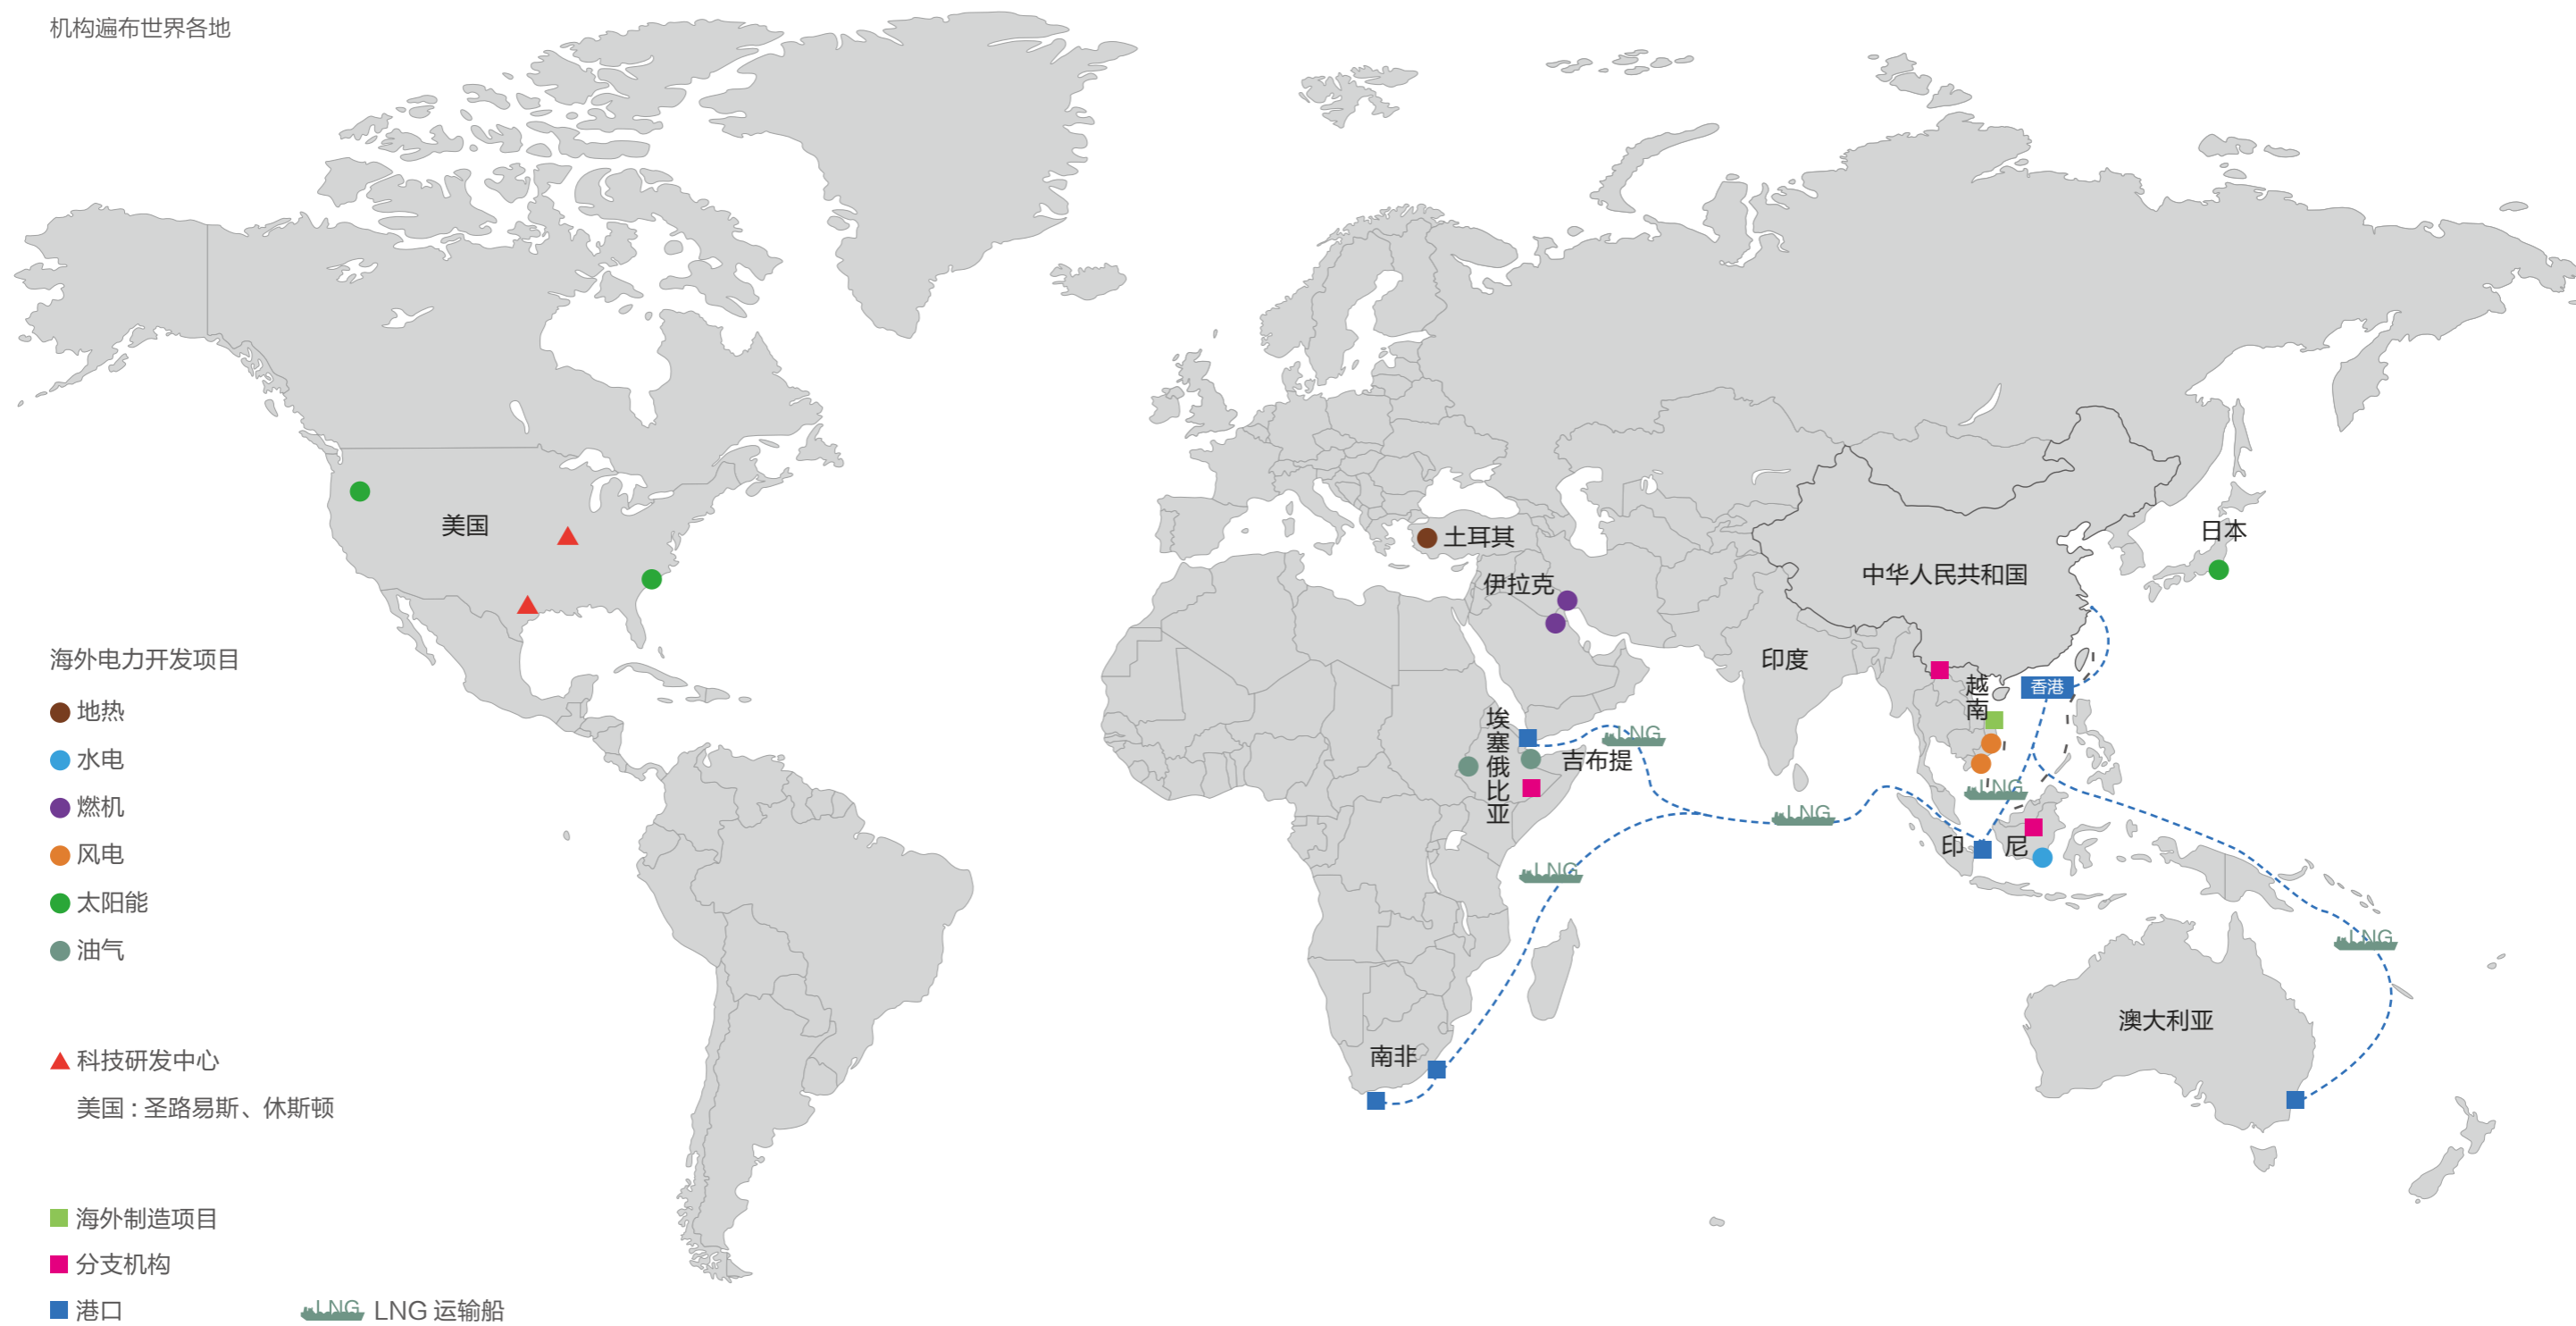 机构遍布世界各地
美国
土耳其
日本
中华人民共和国
伊拉克
印度
越南
香港
埃塞俄比亚
吉布提
LNG
LNG
LNG
LNG
LNG
印 尼
澳大利亚
南非
海外电力开发项目
地热
水电
燃机
风电
太阳能
油气
科技研发中心
美国 : 圣路易斯、休斯顿
海外制造项目
分支机构
港口
LNG LNG 运输船